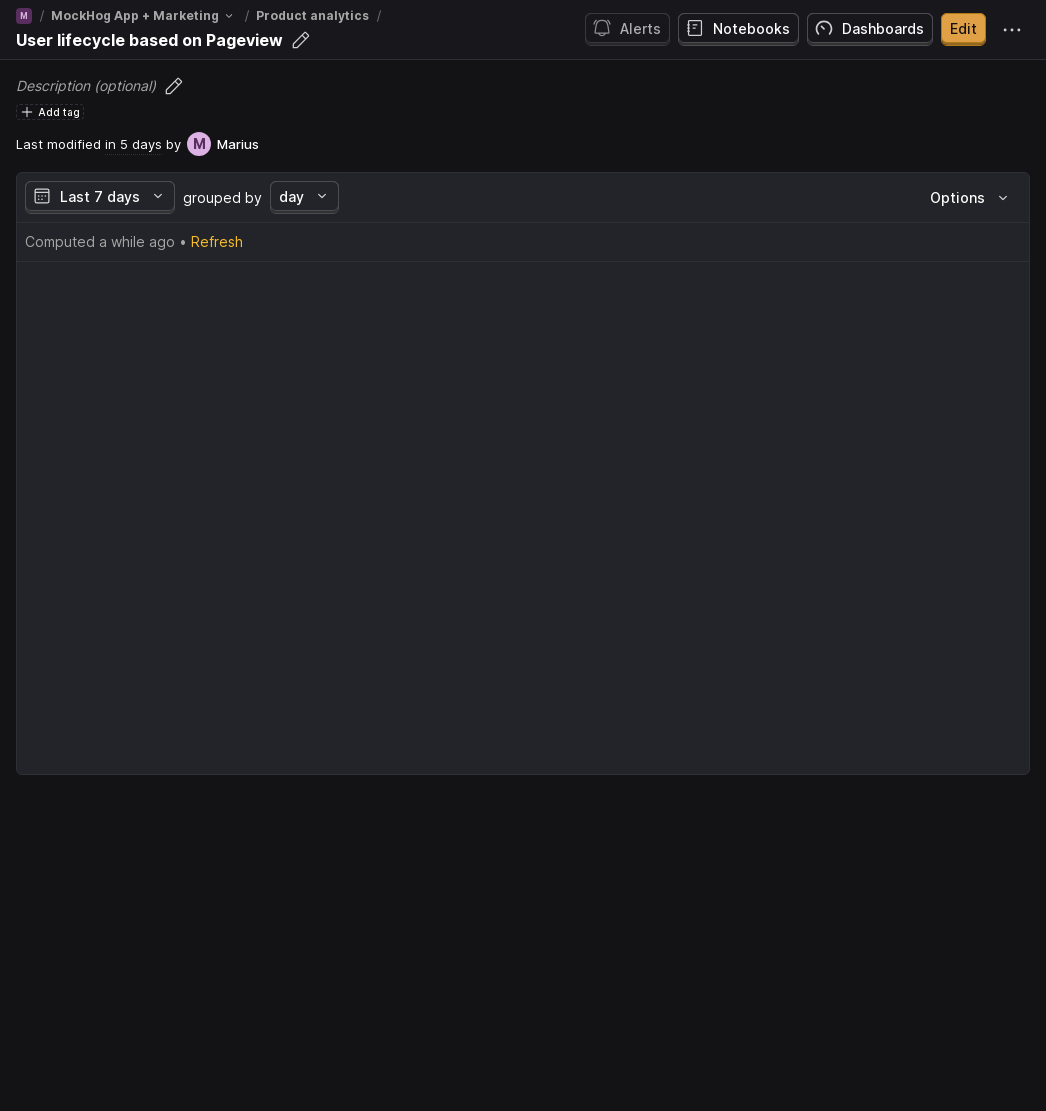 M / MockHog App + Marketing / Product analytics /
User lifecycle based on Pageview
Alerts
Notebooks
Dashboards
Edit
Description (optional)
Add tag
Last modified in 5 days by M Marius
Last 7 days grouped by day
Options
Computed a while ago • Refresh